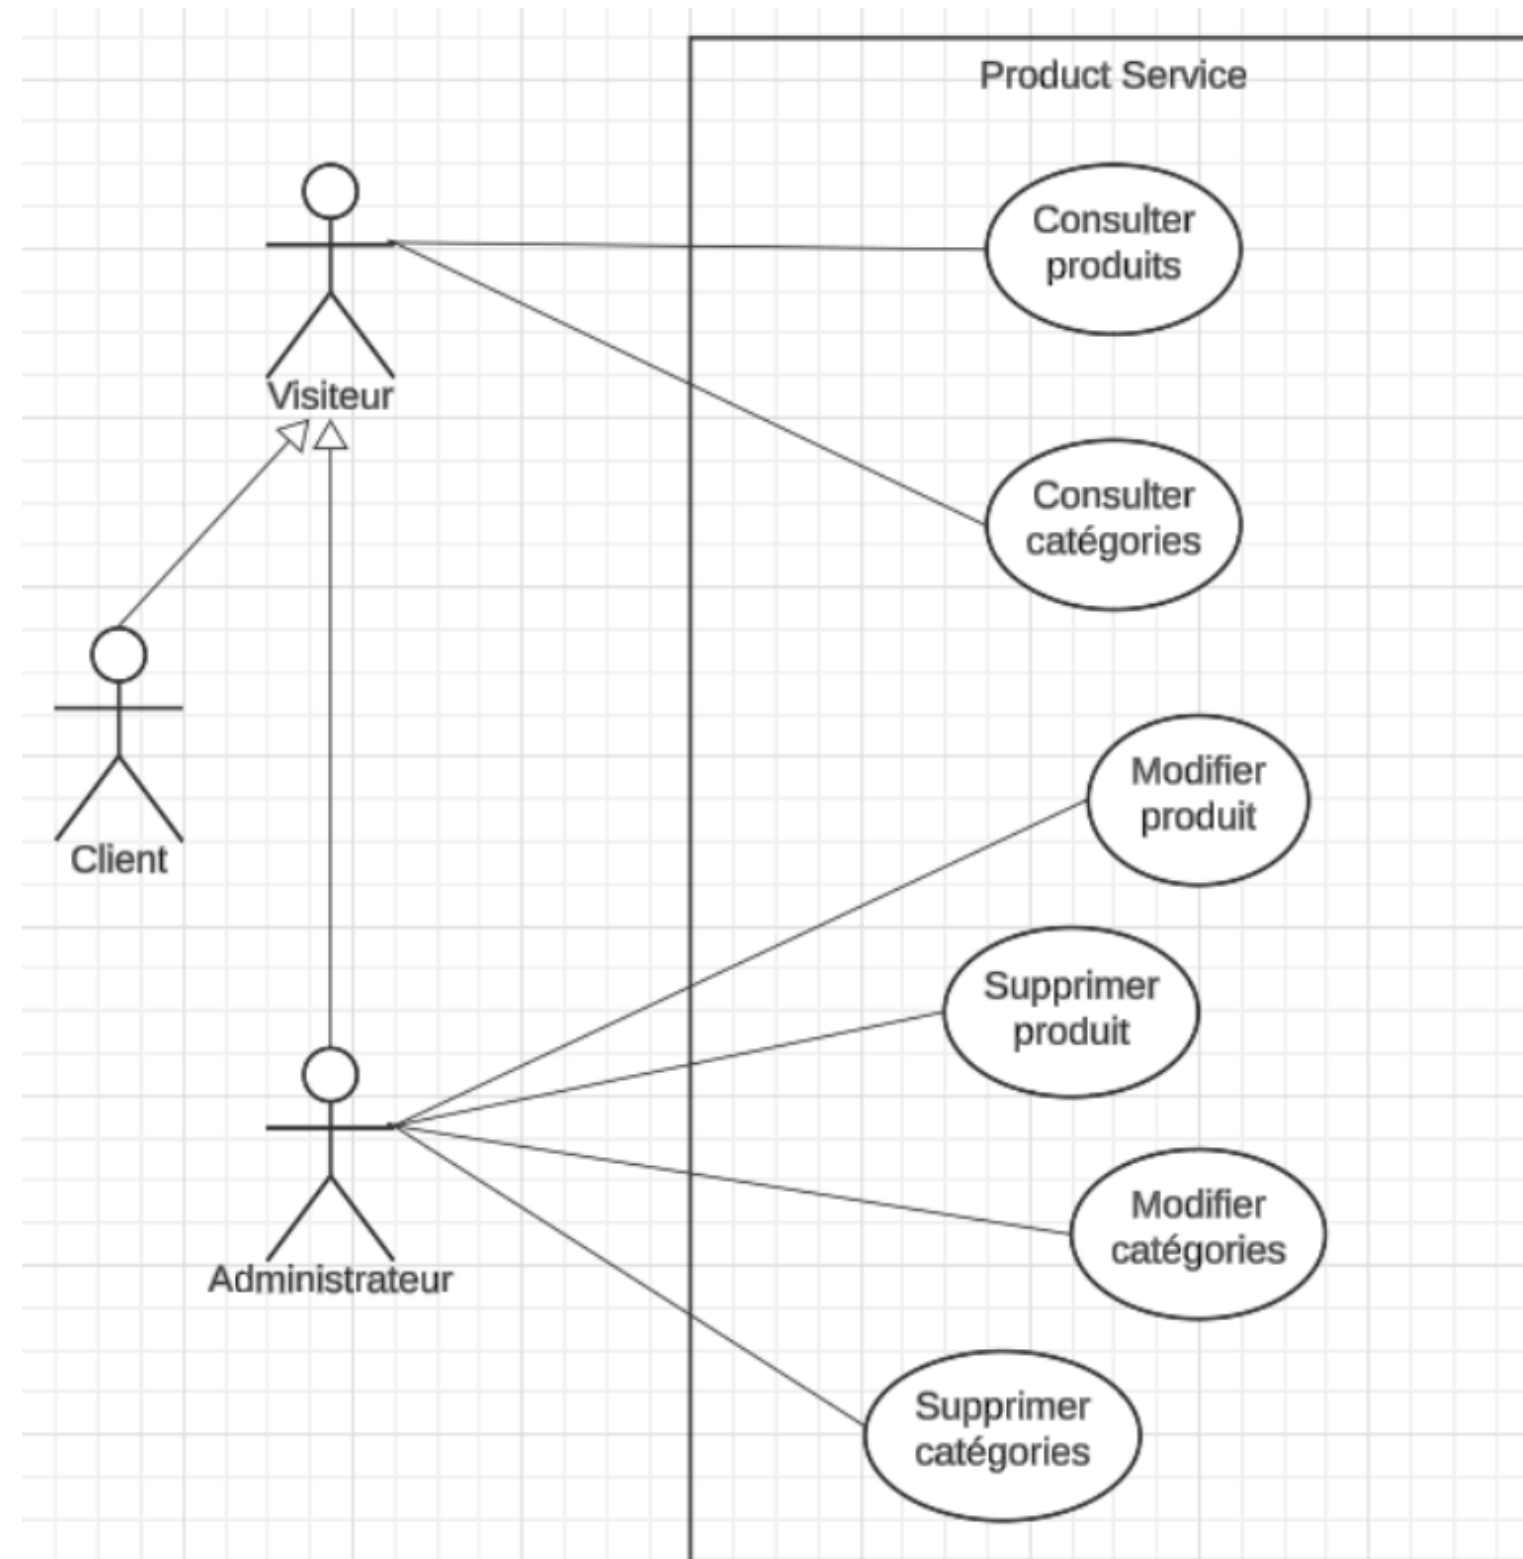 Product Service
Consulter
produits
Visiteur
Consulter
catégories
Client
Modifier
produit
Supprimer
produit
Administrateur
Modifier
catégories
Supprimer
catégories